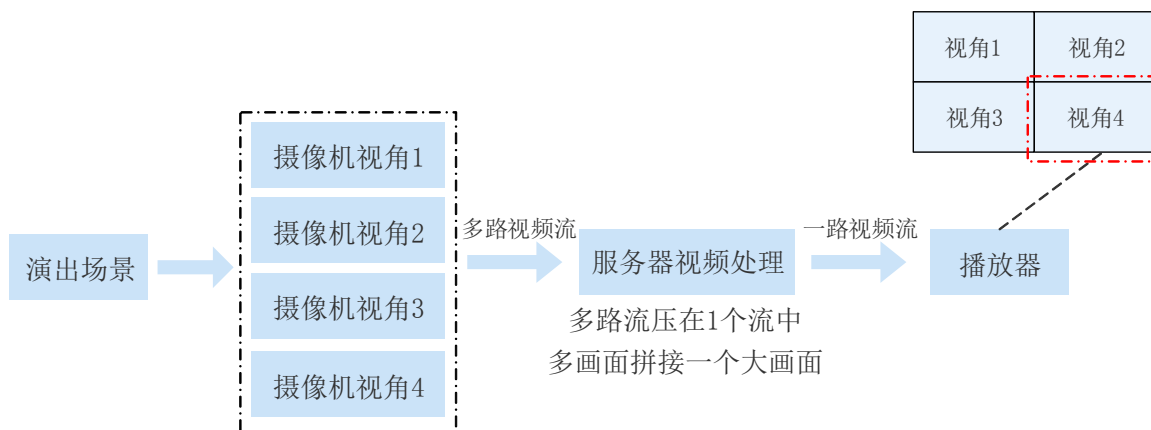 视角1
视角2
视角3
视角4
摄像机视角1
摄像机视角2
摄像机视角3
摄像机视角4
演出场景
多路视频流
服务器视频处理
一路视频流
播放器
多路流压在1个流中
多画面拼接一个大画面